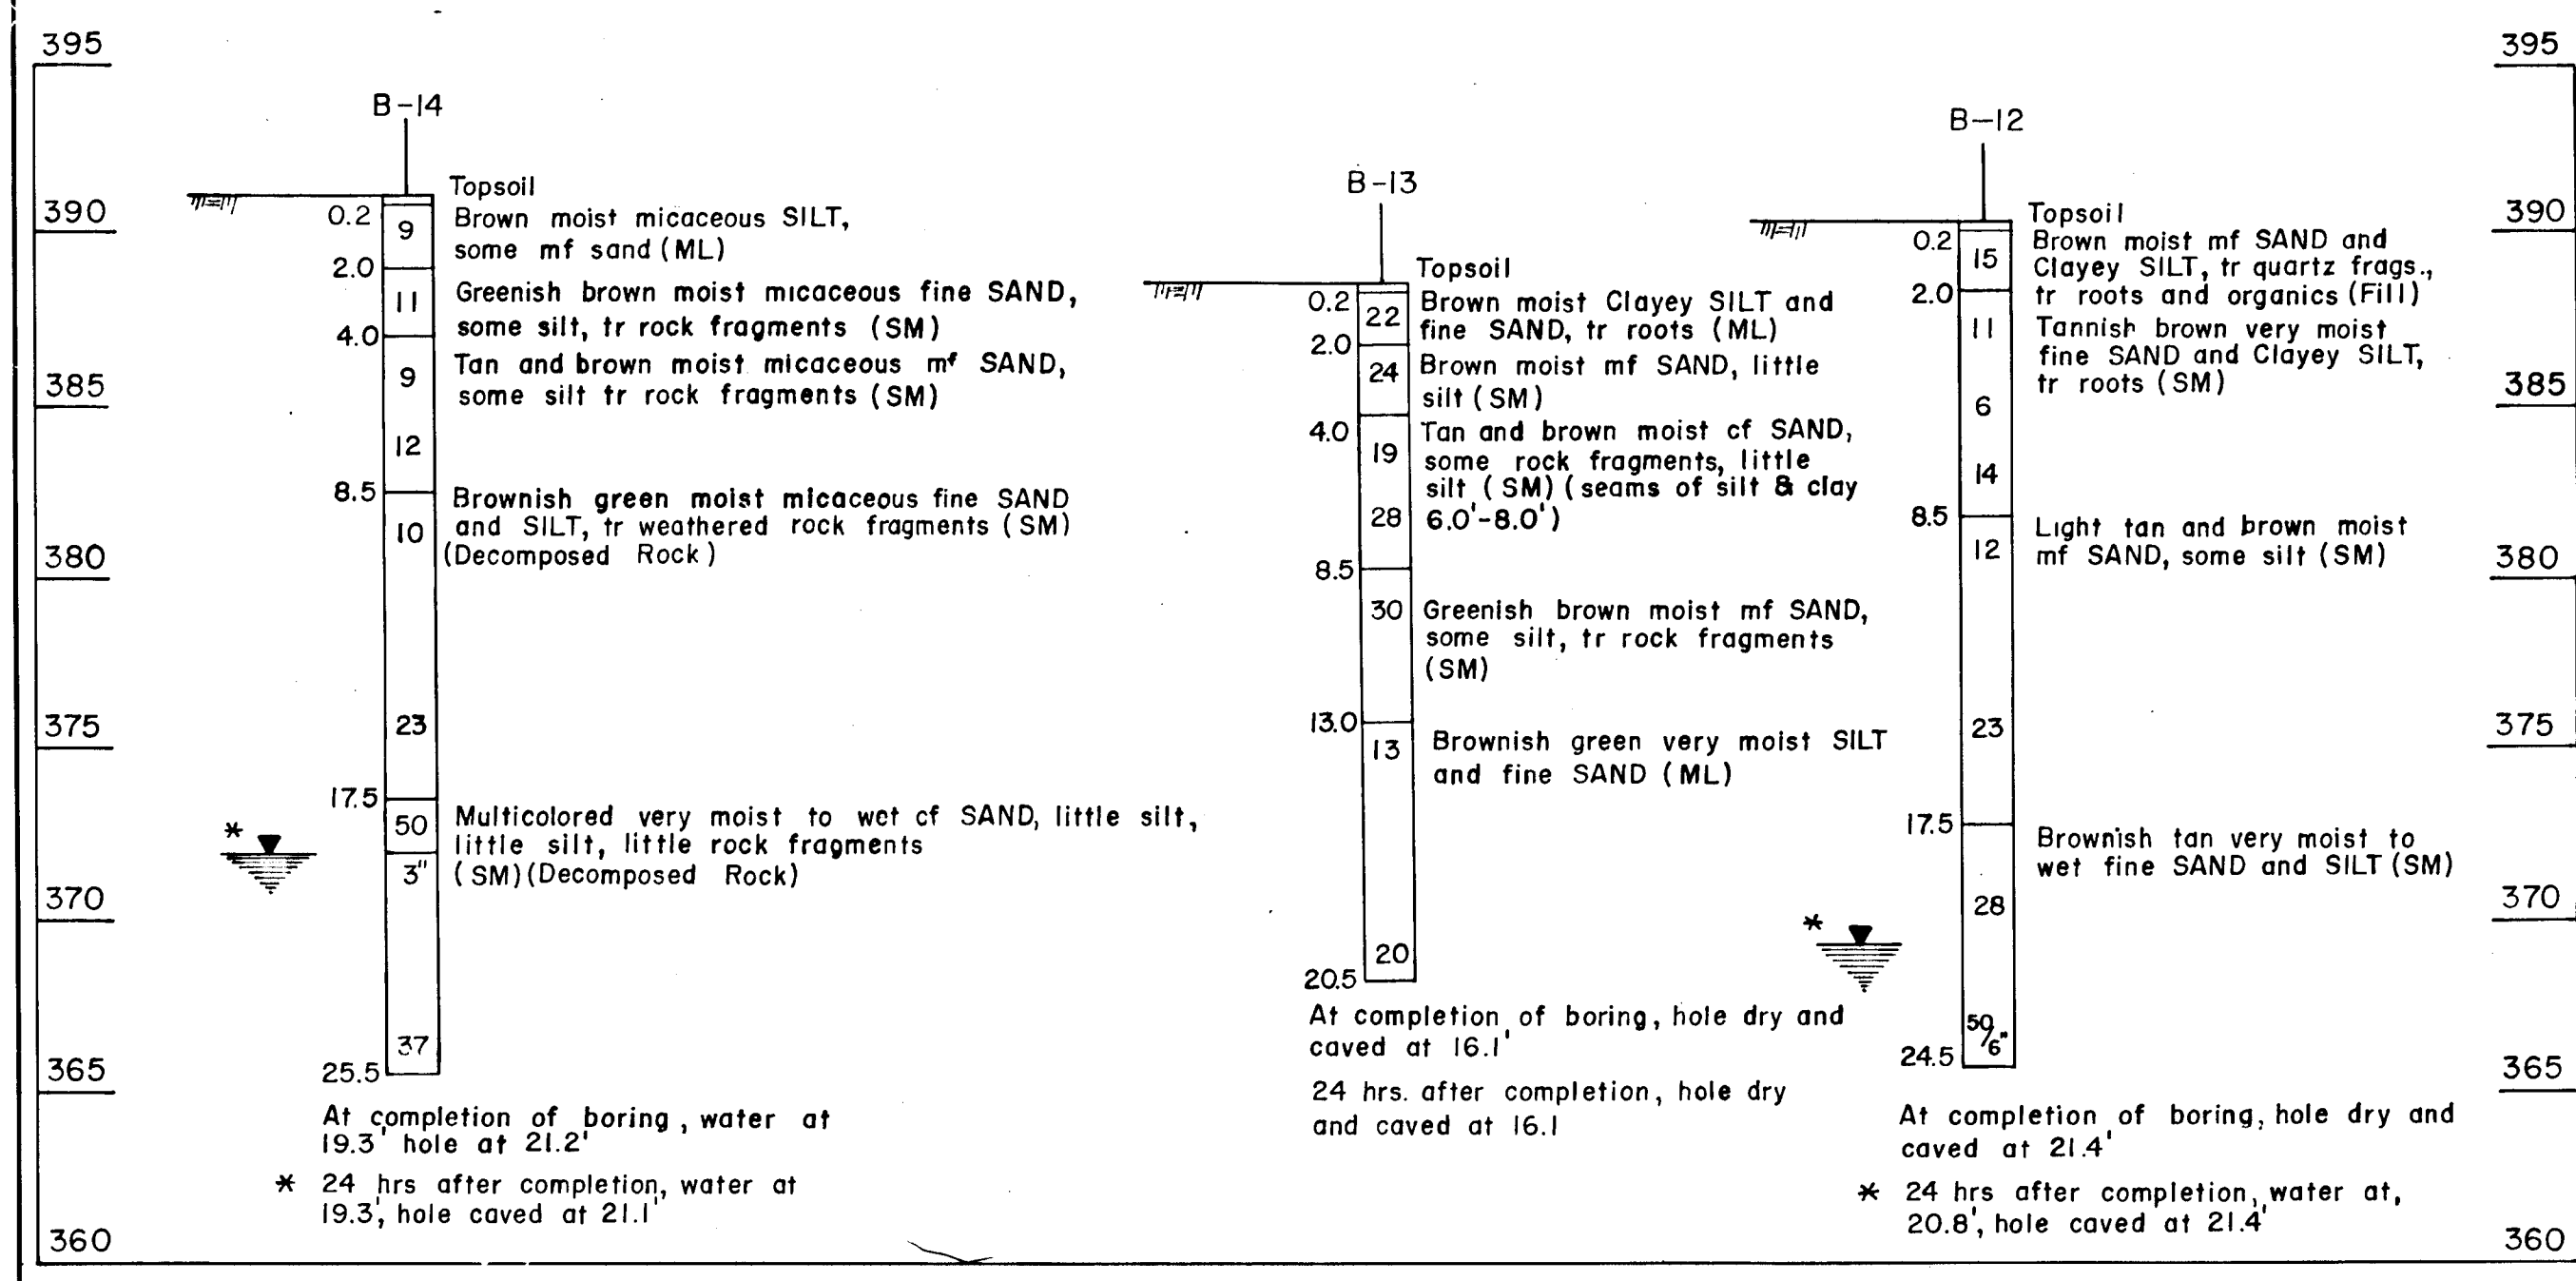 395
390
385
380
375
370
365
360
B-14
Topsoil
0.2
9
Brown moist micaceous SILT,
some mf sand (ML)
2.0
11
Greenish brown moist micaceous fine SAND,
some silt, tr rock fragments (SM)
4.0
9
Tan and brown moist micaceous mf SAND,
some silt tr rock fragments (SM)
12
8.5
10
Brownish green moist micaceous fine SAND
and SILT, tr weathered rock fragments (SM)
(Decomposed Rock)
23
17.5
50
3"
Multicolored very moist to wet cf SAND, little silt,
little silt, little rock fragments
(SM) (Decomposed Rock)
*
37
25.5
At completion of boring, water at
19.3' hole at 21.2'
* 24 hrs after completion, water at
19.3', hole caved at 21.1'
B-13
Topsoil
0.2
22
Brown moist Clayey SILT and
fine SAND, tr roots (ML)
2.0
24
Brown moist mf SAND, little
silt (SM)
4.0
19
Tan and brown moist cf SAND,
some rock fragments, little
silt (SM) (seams of silt & clay
6.0'-8.0')
28
8.5
30
Greenish brown moist mf SAND,
some silt, tr rock fragments
(SM)
13.0
13
Brownish green very moist SILT
and fine SAND (ML)
20
20.5
At completion of boring, hole dry and
caved at 16.1'
24 hrs. after completion, hole dry
and caved at 16.1
B-12
Topsoil
0.2
15
Brown moist mf SAND and
Clayey SILT, tr quartz frags.,
tr roots and organics (Fill)
2.0
11
Tannish brown very moist
fine SAND and Clayey SILT,
tr roots (SM)
6
14
8.5
12
Light tan and brown moist
mf SAND, some silt (SM)
23
17.5
Brownish tan very moist to
wet fine SAND and SILT (SM)
28
*
50/6"
24.5
At completion of boring, hole dry and
caved at 21.4'
* 24 hrs after completion, water at,
20.8', hole caved at 21.4'
395
390
385
380
375
370
365
360